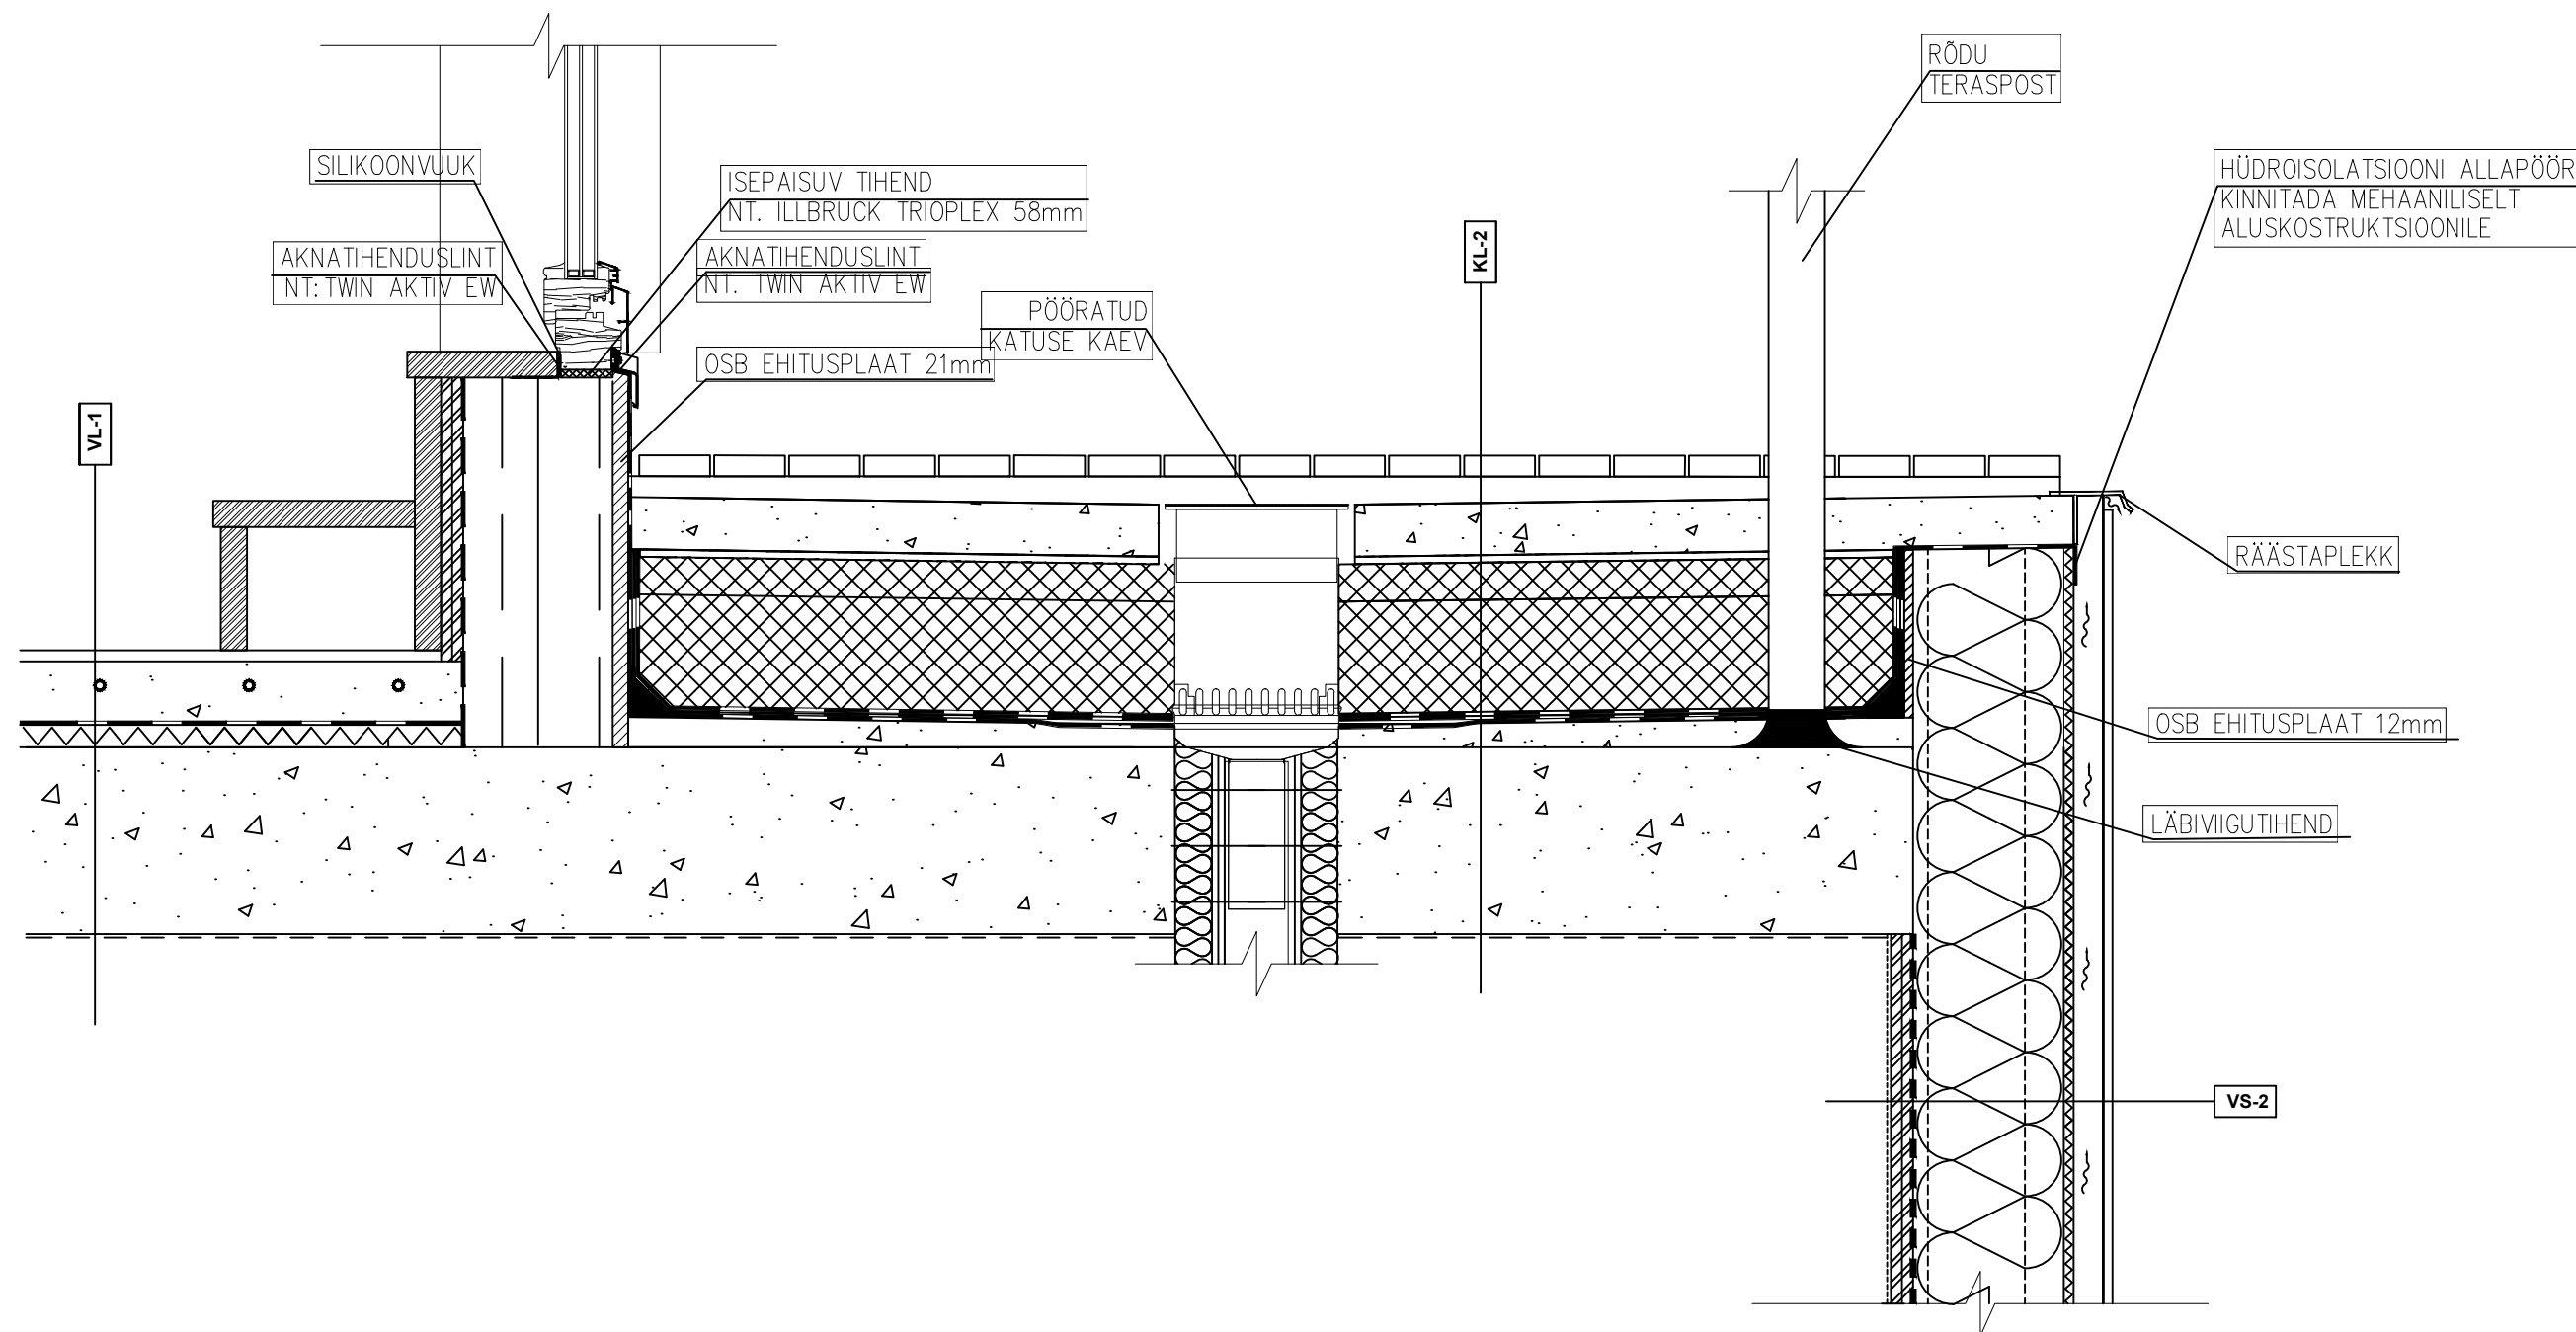 RÕDU
TERASPOST
SILIKOONVUUK
ISEPAISUV TIHEND
NT. ILLBRUCK TRIOPLEX 58mm
HÜDROISOLATSIOONI ALLAPÖÖR
KINNITADA MEHAANILISELT
ALUSKOSTRUKTSIOONILE
AKNATIHENDUSLINT
NT: TWIN AKTIV EW
AKNATIHENDUSLINT
NT. TWIN AKTIV EW
KL-2
PÖÖRATUD
KATUSE KAEV
OSB EHITUSPLAAT 21mm
VL-1
RÄÄSTAPLEKK
OSB EHITUSPLAAT 12mm
LÄBIVIIGUTIHEND
VS-2